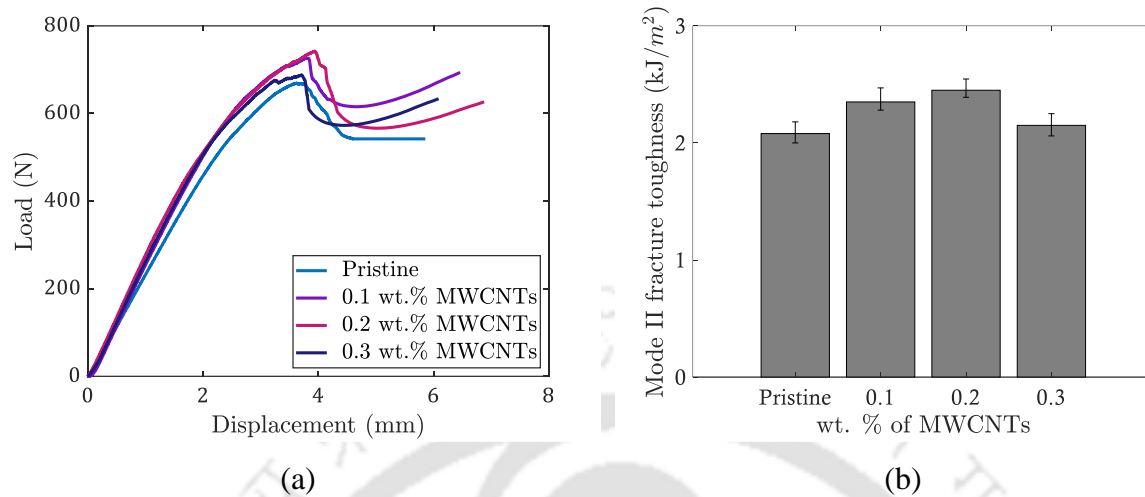 800
600
400
200
0
Load (N)
0 2 4 6 8
Displacement (mm)
Pristine
0.1 wt.% MWCNTs
0.2 wt.% MWCNTs
0.3 wt.% MWCNTs
(a)
3
2
1
0
Mode II fracture toughness (kJ/m²)
Pristine 0.1 0.2 0.3
wt. % of MWCNTs
(b)